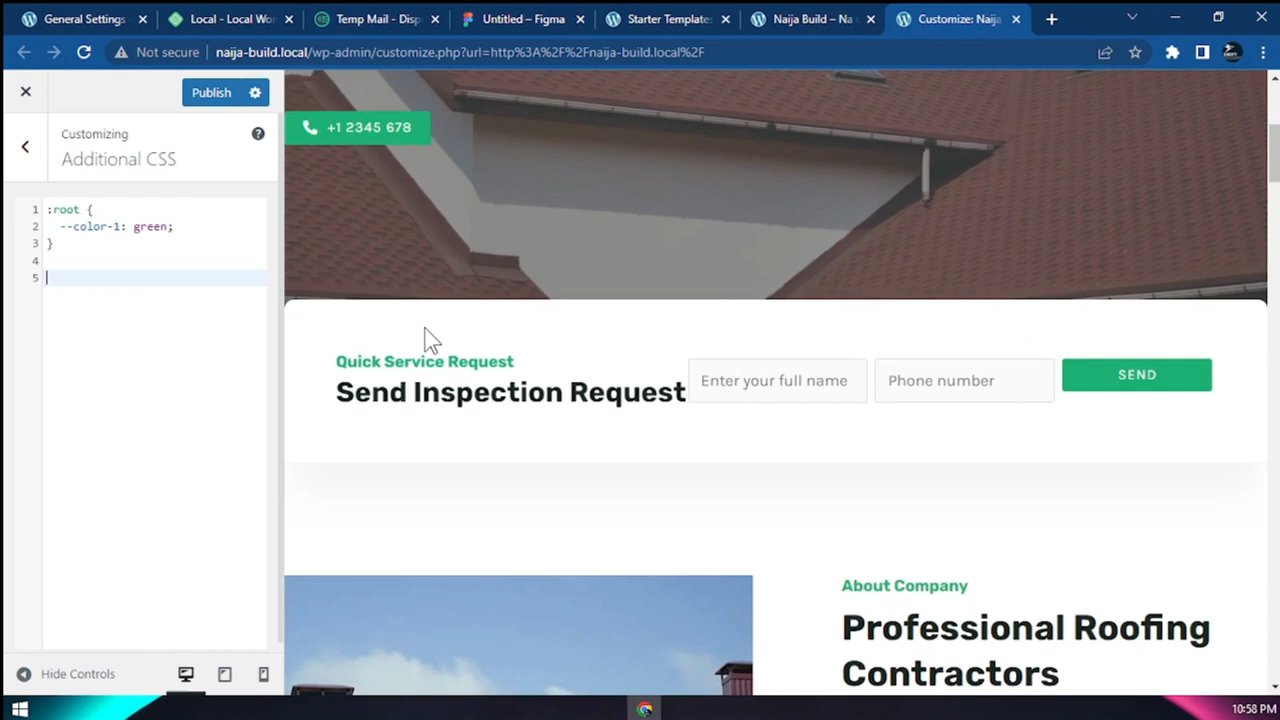 General Settings
Local - Local Wor
Temp Mail - Disp
Untitled – Figma
Starter Templates
Naija Build – Na v
Customize: Naija
Not secure
naija-build.local/wp-admin/customize.php?url=http%3A%2F%2Fnaija-build.local%2F
Publish
Customizing
Additional CSS
1 :root {
2 --color-1: green;
3 }
4
5
Hide Controls
+1 2345 678
Quick Service Request
Send Inspection Request
Enter your full name
Phone number
SEND
About Company
Professional Roofing
Contractors
10:58 PM